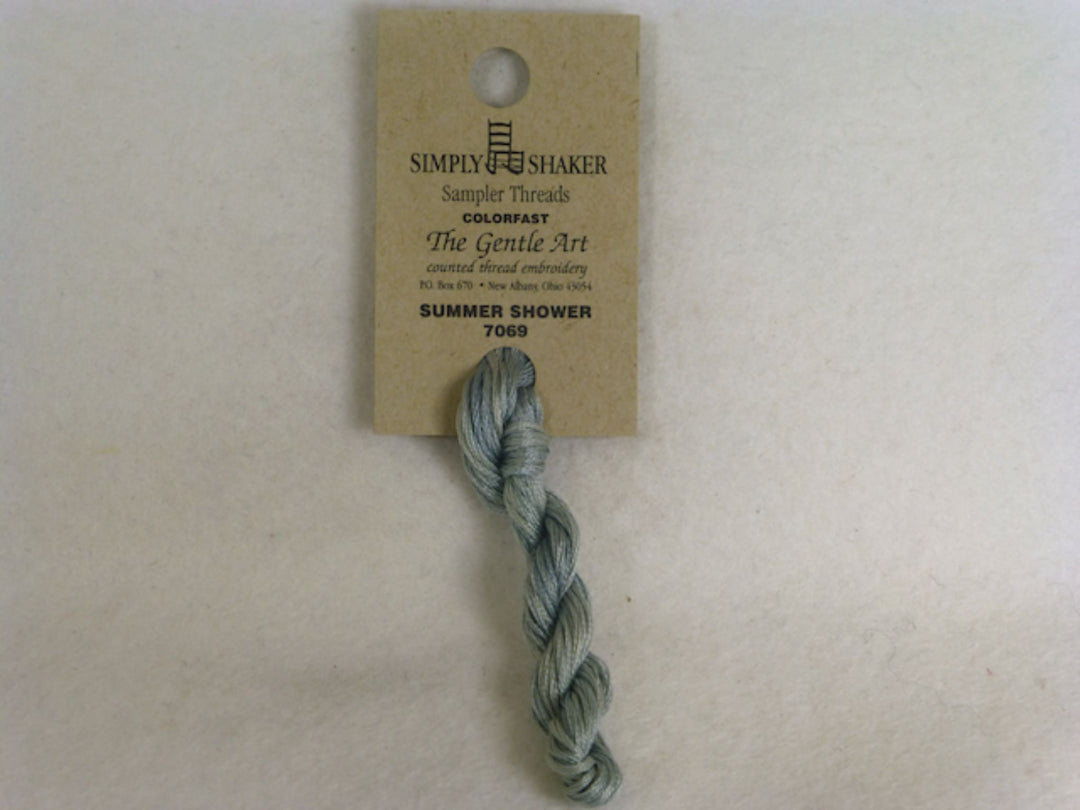 SIMPLY SHAKER
Sampler Threads
COLORFAST
The Gentle Art
counted thread embroidery
P.O. Box 670 • New Albany, Ohio 43054
SUMMER SHOWER
7069